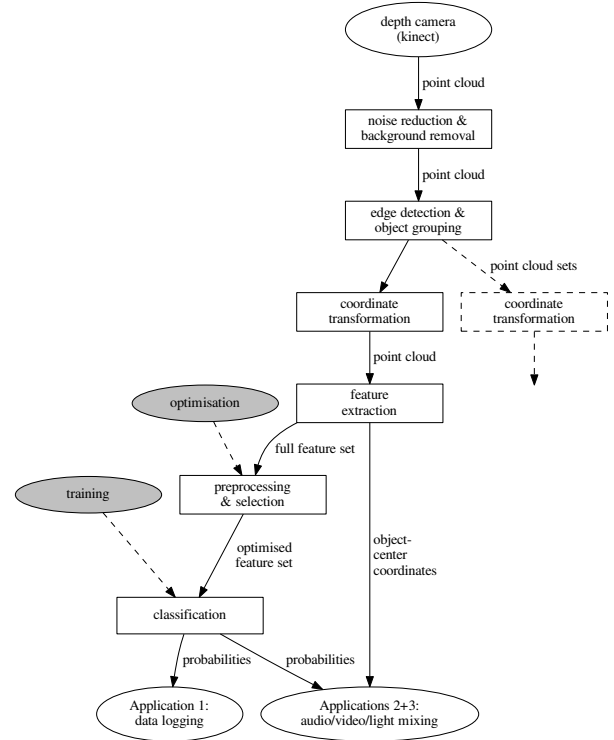 depth camera
(kinect)
point cloud
noise reduction &
background removal
point cloud
edge detection &
object grouping
point cloud sets
coordinate
transformation
coordinate
transformation
point cloud
optimisation
feature
extraction
full feature set
training
preprocessing
& selection
optimised
feature set
object-
center
coordinates
classification
probabilities
probabilities
Application 1:
data logging
Applications 2+3:
audio/video/light mixing